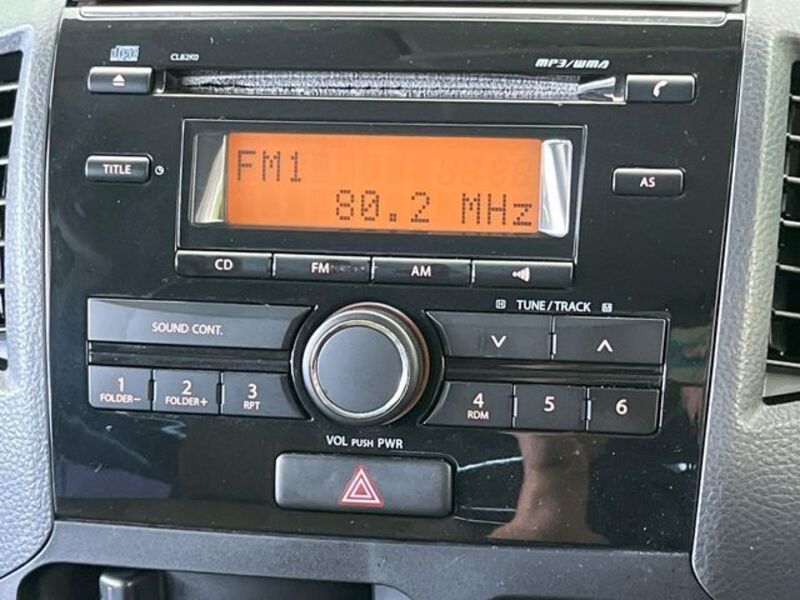 CL82K0
MP3/WMA
TITLE
FM1
80.2 MHz
AS
CD
FM
AM
TUNE/TRACK
SOUND CONT.
1
FOLDER−
2
FOLDER+
3
RPT
4
RDM
5
6
VOL PUSH PWR